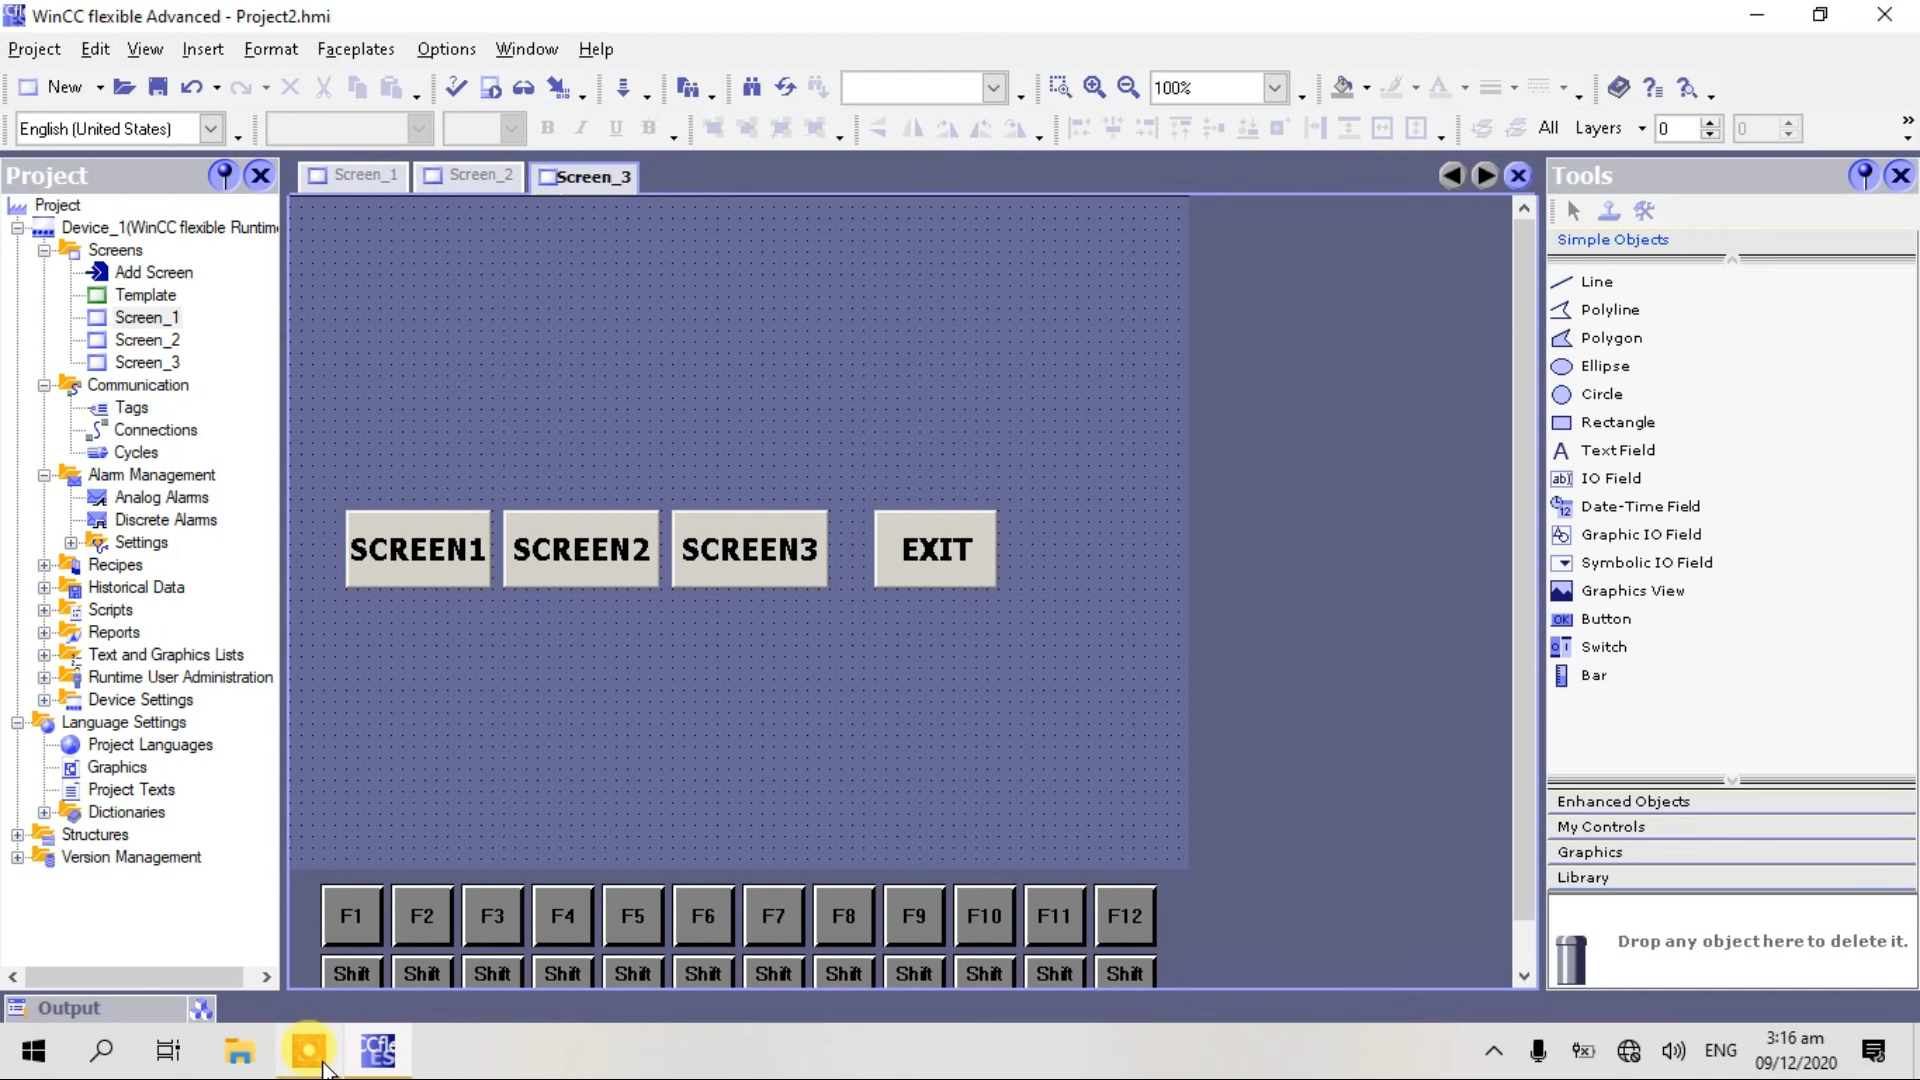 WinCC flexible Advanced - Project2.hmi
Project Edit View Insert Format Faceplates Options Window Help
New 100%
English (United States) B I U B All Layers 0 0
Project
Screen_1 Screen_2 Screen_3
Tools
Project
Device_1(WinCC flexible Runtim
Screens
Add Screen
Template
Screen_1
Screen_2
Screen_3
Communication
Tags
Connections
Cycles
Alarm Management
Analog Alarms
Discrete Alarms
Settings
Recipes
Historical Data
Scripts
Reports
Text and Graphics Lists
Runtime User Administration
Device Settings
Language Settings
Project Languages
Graphics
Project Texts
Dictionaries
Structures
Version Management
SCREEN1 SCREEN2 SCREEN3 EXIT
F1 F2 F3 F4 F5 F6 F7 F8 F9 F10 F11 F12
Shift Shift Shift Shift Shift Shift Shift Shift Shift Shift Shift Shift
Simple Objects
Line
Polyline
Polygon
Ellipse
Circle
Rectangle
TextField
IO Field
Date-Time Field
Graphic IO Field
Symbolic IO Field
Graphics View
OK Button
Switch
Bar
Enhanced Objects
My Controls
Graphics
Library
Drop any object here to delete it.
Output
ENG
3:16 am
09/12/2020